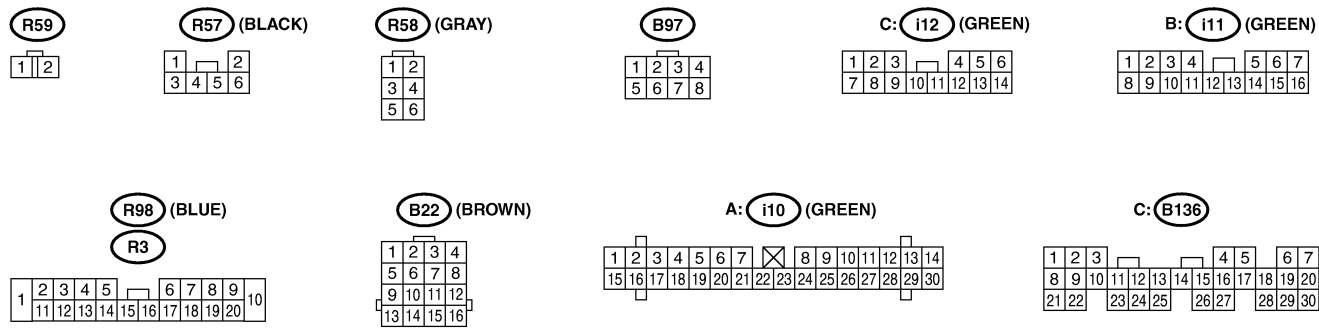 R59 R57 (BLACK) R58 (GRAY) B97 C: i12 (GREEN) B: i11 (GREEN)
1 2
1 2
3 4 5 6
1 2
3 4
5 6
1 2 3 4
5 6 7 8
1 2 3 4 5 6
7 8 9 10 11 12 13 14
1 2 3 4 5 6 7
8 9 10 11 12 13 14 15 16
R98 (BLUE)
R3
B22 (BROWN) A: i10 (GREEN) C: B136
1 2 3 4 5 6 7 8 9 10
11 12 13 14 15 16 17 18 19 20
1 2 3 4
5 6 7 8
9 10 11 12
13 14 15 16
1 2 3 4 5 6 7 8 9 10 11 12 13 14
15 16 17 18 19 20 21 22 23 24 25 26 27 28 29 30
1 2 3 4 5 6 7
8 9 10 11 12 13 14 15 16 17 18 19 20
21 22 23 24 25 26 27 28 29 30